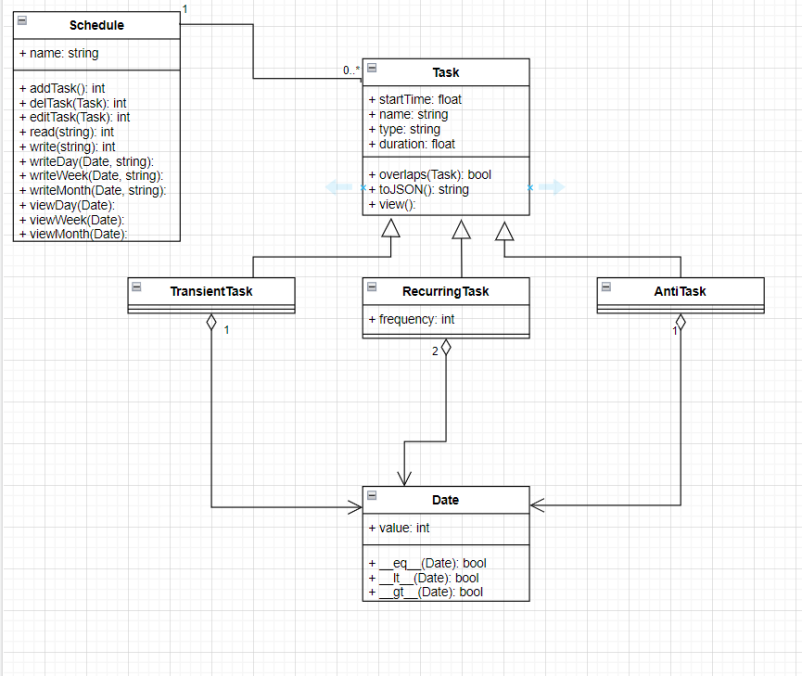 1
Schedule
+ name: string
+ addTask(): int
+ delTask(Task): int
+ editTask(Task): int
+ read(string): int
+ write(string): int
+ writeDay(Date, string):
+ writeWeek(Date, string):
+ writeMonth(Date, string):
+ viewDay(Date):
+ viewWeek(Date):
+ viewMonth(Date):
0..*
Task
+ startTime: float
+ name: string
+ type: string
+ duration: float
+ overlaps(Task): bool
+ toJSON(): string
+ view():
TransientTask
1
RecurringTask
+ frequency: int
2
AntiTask
1
Date
+ value: int
+ __eq__(Date): bool
+ __lt__(Date): bool
+ __gt__(Date): bool